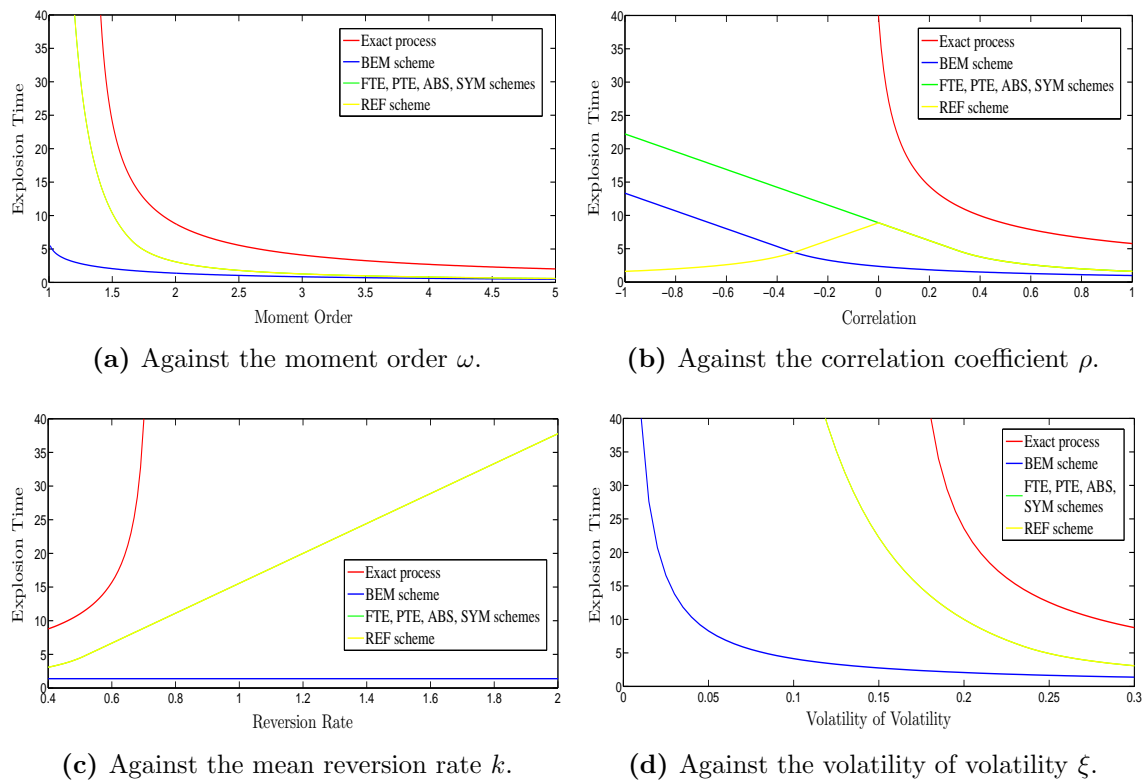 40
35
30
25
20
15
10
5
0
Explosion Time
Exact process
BEM scheme
FTE, PTE, ABS, SYM schemes
REF scheme
1 1.5 2 2.5 3 3.5 4 4.5 5
Moment Order
(a) Against the moment order ω.
40
35
30
25
20
15
10
5
0
Explosion Time
Exact process
BEM scheme
FTE, PTE, ABS, SYM schemes
REF scheme
−1 −0.8 −0.6 −0.4 −0.2 0 0.2 0.4 0.6 0.8 1
Correlation
(b) Against the correlation coefficient ρ.
40
35
30
25
20
15
10
5
0
Explosion Time
Exact process
BEM scheme
FTE, PTE, ABS, SYM schemes
REF scheme
0.4 0.6 0.8 1 1.2 1.4 1.6 1.8 2
Reversion Rate
(c) Against the mean reversion rate k.
40
35
30
25
20
15
10
5
0
Explosion Time
Exact process
BEM scheme
FTE, PTE, ABS,
SYM schemes
REF scheme
0 0.05 0.1 0.15 0.2 0.25 0.3
Volatility of Volatility
(d) Against the volatility of volatility ξ.